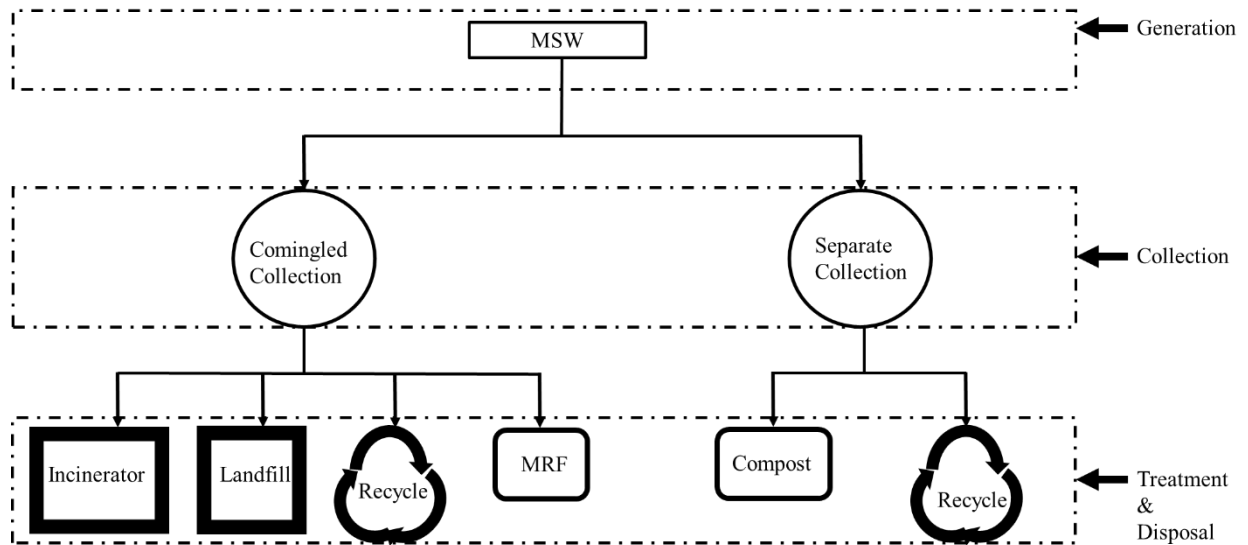 MSW
Generation
Comingled
Collection
Separate
Collection
Collection
Incinerator
Landfill
Recycle
MRF
Compost
Recycle
Treatment
&
Disposal